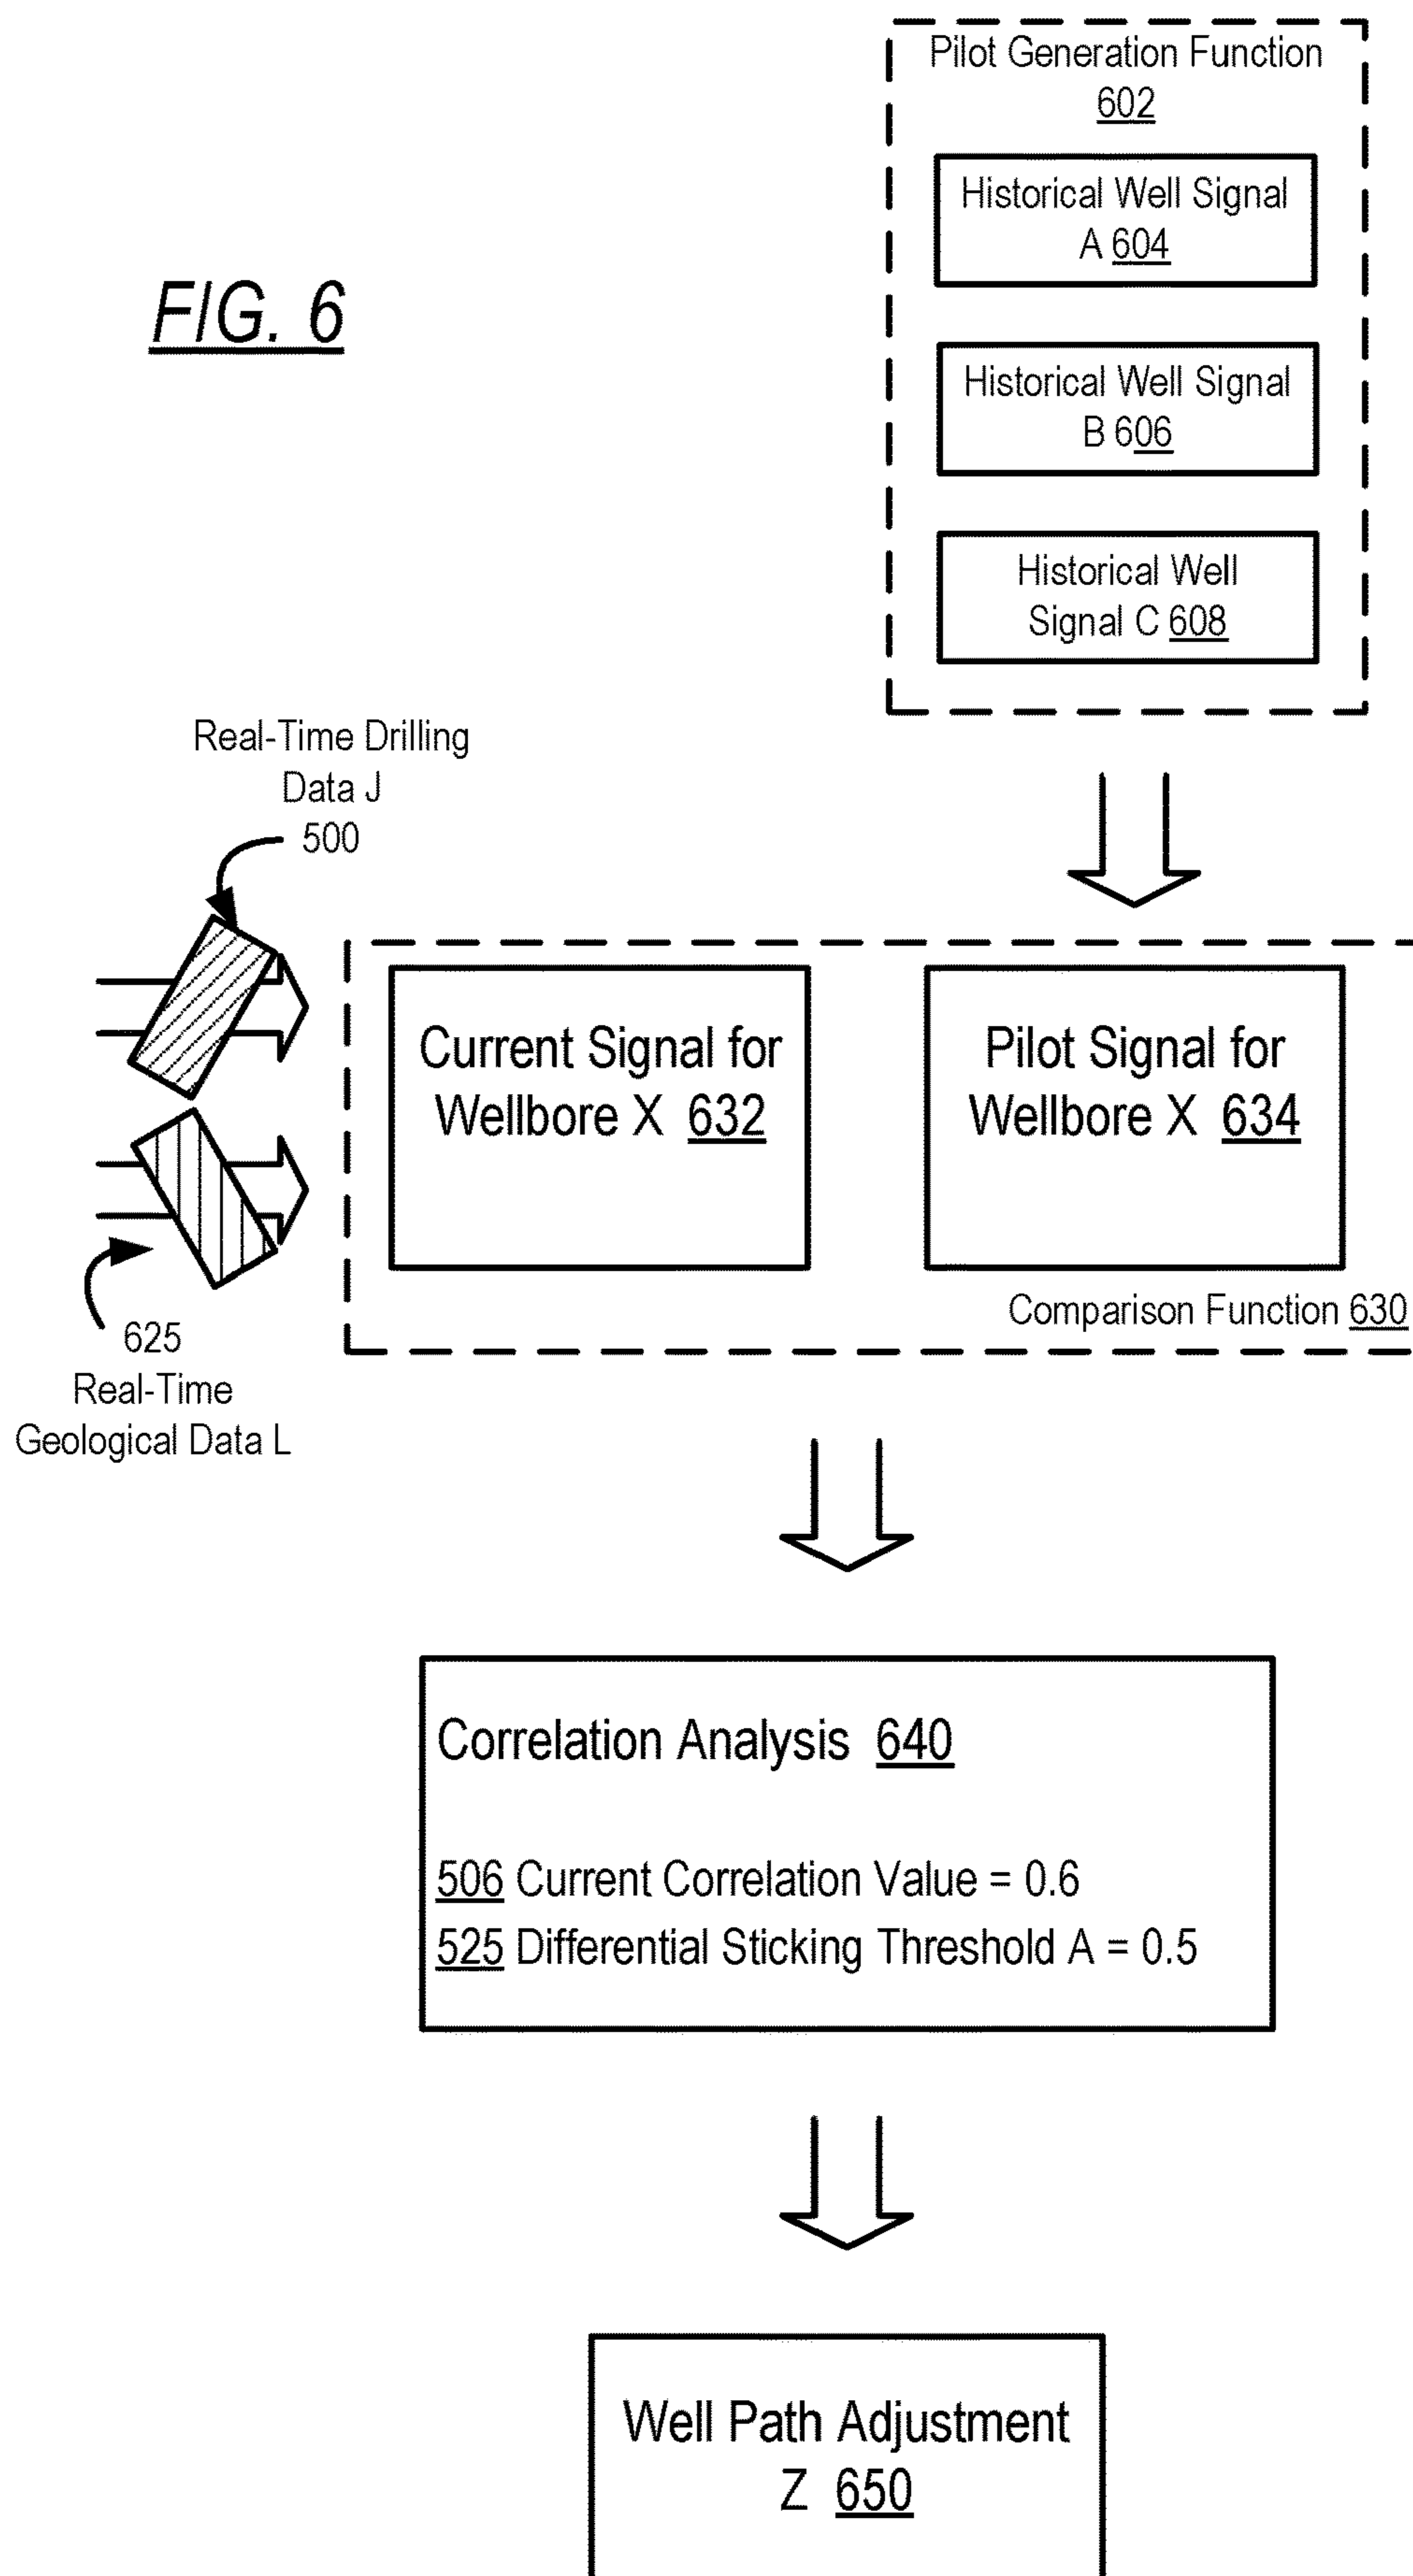 Pilot Generation Function
602
Historical Well Signal
A 604
FIG. 6
Historical Well Signal
B 606
Historical Well
Signal C 608
Real-Time Drilling
Data J
500
Current Signal for
Wellbore X 632
Pilot Signal for
Wellbore X 634
Comparison Function 630
625
Real-Time
Geological Data L
Correlation Analysis 640
506 Current Correlation Value = 0.6
525 Differential Sticking Threshold A = 0.5
Well Path Adjustment
Z 650